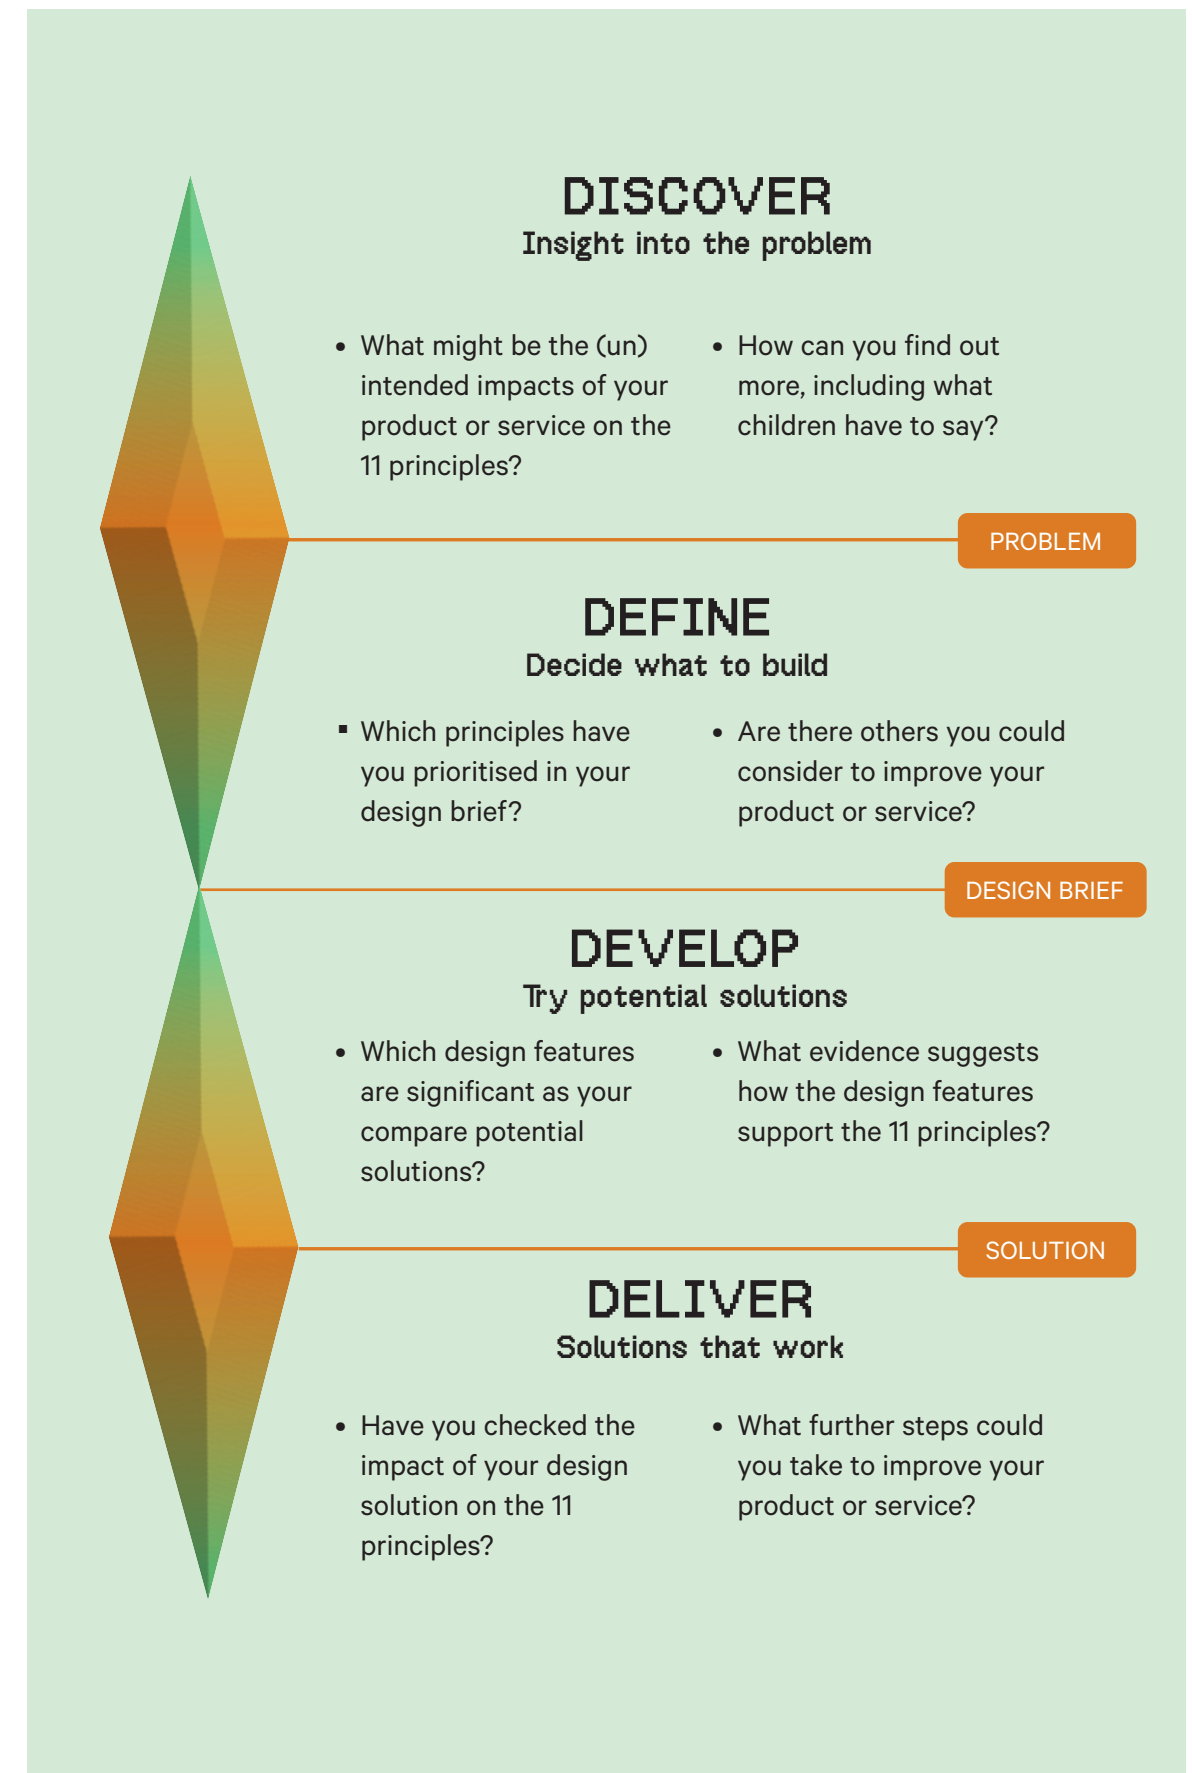 DISCOVER
Insight into the problem
• What might be the (un)
intended impacts of your
product or service on the
11 principles?
• How can you find out
more, including what
children have to say?
PROBLEM
DEFINE
Decide what to build
▪ Which principles have
you prioritised in your
design brief?
• Are there others you could
consider to improve your
product or service?
DESIGN BRIEF
DEVELOP
Try potential solutions
• Which design features
are significant as your
compare potential
solutions?
• What evidence suggests
how the design features
support the 11 principles?
SOLUTION
DELIVER
Solutions that work
• Have you checked the
impact of your design
solution on the 11
principles?
• What further steps could
you take to improve your
product or service?